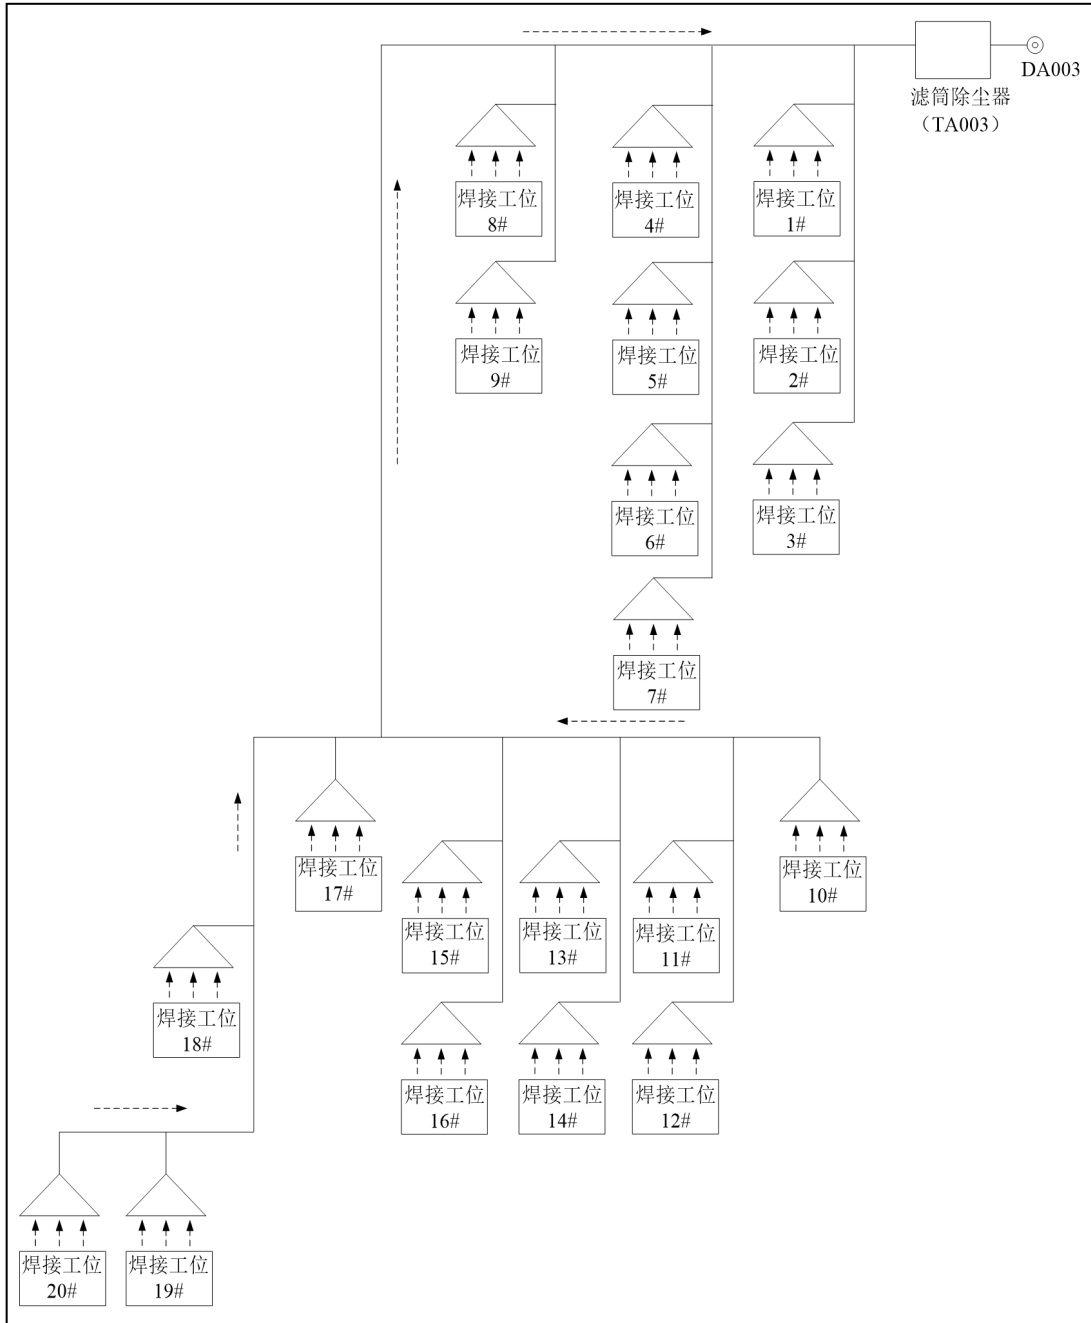 DA003
滤筒除尘器
（TA003）
焊接工位
8#
焊接工位
4#
焊接工位
1#
焊接工位
9#
焊接工位
5#
焊接工位
2#
焊接工位
6#
焊接工位
3#
焊接工位
7#
焊接工位
17#
焊接工位
10#
焊接工位
15#
焊接工位
13#
焊接工位
11#
焊接工位
18#
焊接工位
16#
焊接工位
14#
焊接工位
12#
焊接工位
20#
焊接工位
19#